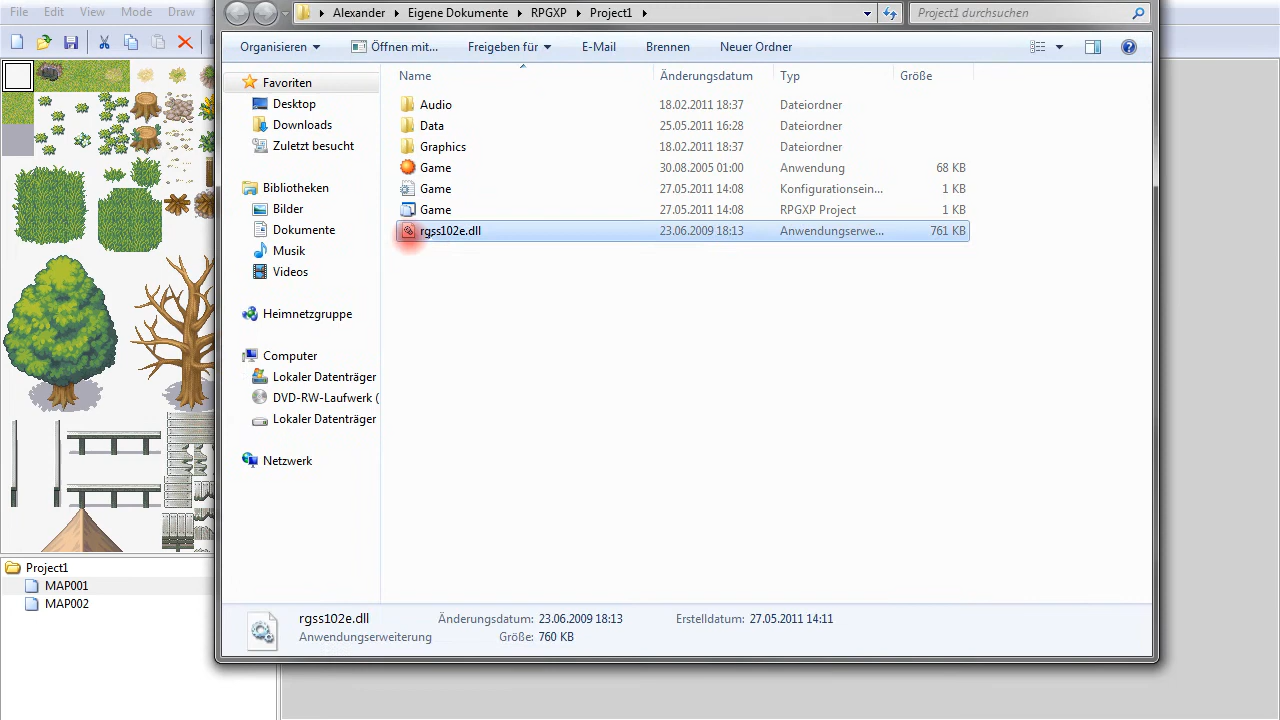 File Edit View Mode Draw
Alexander Eigene Dokumente RPGXP Project1 Project1 durchsuchen
Organisieren Öffnen mit... Freigeben für E-Mail Brennen Neuer Ordner
Name Änderungsdatum Typ Größe
Audio 18.02.2011 18:37 Dateiordner
Data 25.05.2011 16:28 Dateiordner
Graphics 18.02.2011 18:37 Dateiordner
Game 30.08.2005 01:00 Anwendung 68 KB
Game 27.05.2011 14:08 Konfigurationsein... 1 KB
Game 27.05.2011 14:08 RPGXP Project 1 KB
rgss102e.dll 23.06.2009 18:13 Anwendungserwe... 761 KB
Favoriten
Desktop
Downloads
Zuletzt besucht
Bibliotheken
Bilder
Dokumente
Musik
Videos
Heimnetzgruppe
Computer
Lokaler Datenträger
DVD-RW-Laufwerk (
Lokaler Datenträger
Netzwerk
Project1
MAP001
MAP002
rgss102e.dll Änderungsdatum: 23.06.2009 18:13 Erstelldatum: 27.05.2011 14:11
Anwendungserweiterung Größe: 760 KB